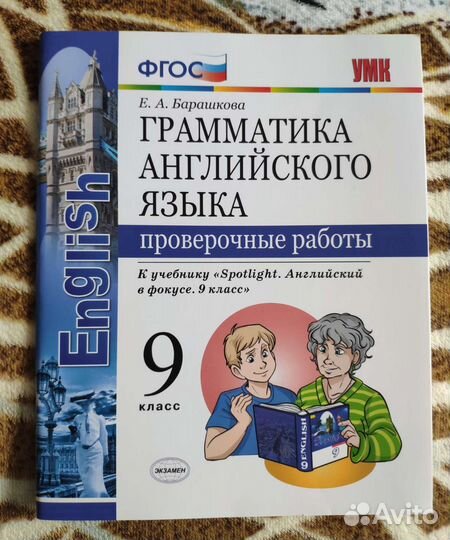 ФГОС
УМК
Е. А. Барашкова
ГРАММАТИКА
АНГЛИЙСКОГО
ЯЗЫКА
проверочные работы
К учебнику «Spotlight. Английский
в фокусе. 9 класс»
9
КЛАСС
English
ENGLISH
9
ЭКЗАМЕН
Avito